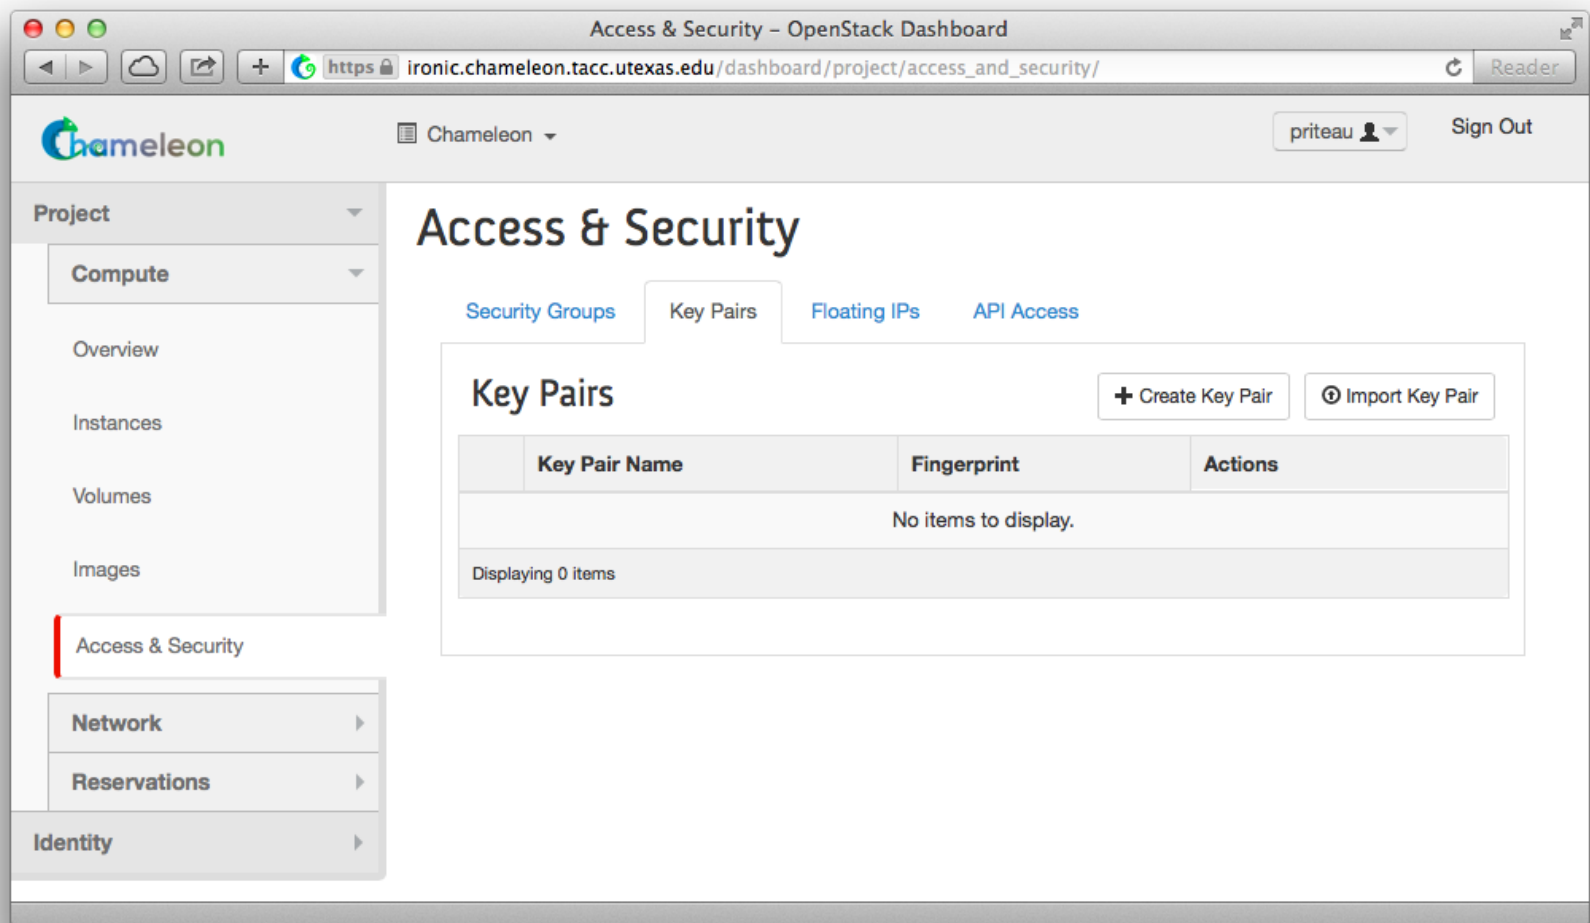 Access & Security – OpenStack Dashboard
https ironic.chameleon.tacc.utexas.edu/dashboard/project/access_and_security/ Reader
Chameleon Chameleon priteau Sign Out
Project
Compute
Overview
Instances
Volumes
Images
Access & Security
Network
Reservations
Identity
Access & Security
Security Groups Key Pairs Floating IPs API Access
Key Pairs Create Key Pair Import Key Pair
Key Pair Name Fingerprint Actions
No items to display.
Displaying 0 items